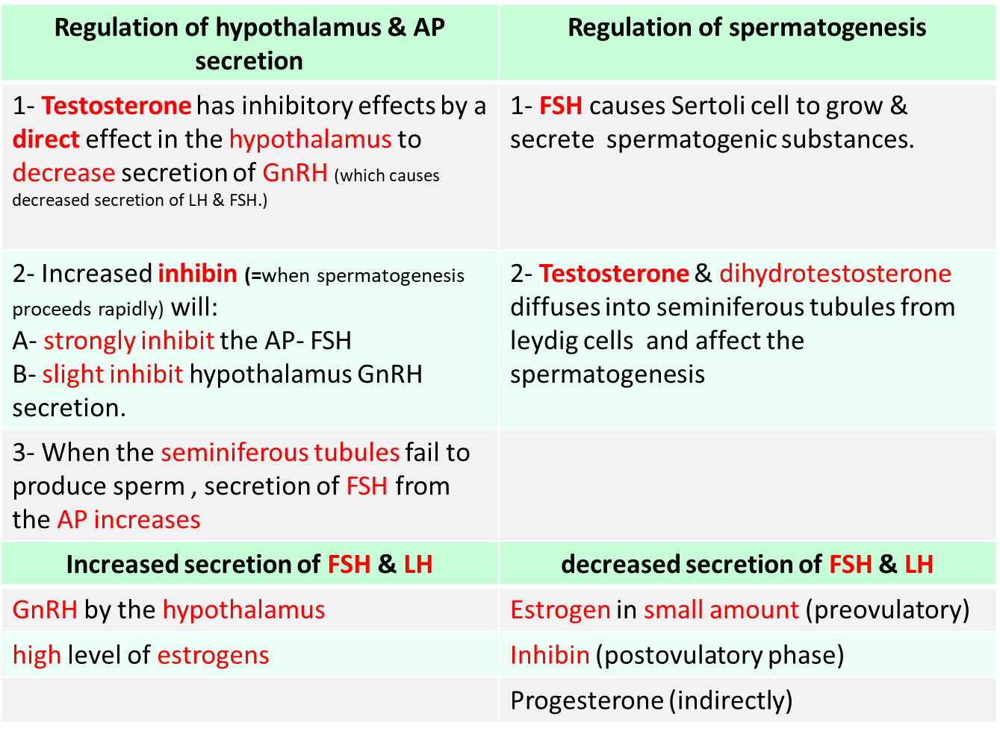 Regulation of hypothalamus & AP
secretion
Regulation of spermatogenesis
1- Testosterone has inhibitory effects by a
direct effect in the hypothalamus to
decrease secretion of GnRH (which causes
decreased secretion of LH & FSH.)
1- FSH causes Sertoli cell to grow &
secrete spermatogenic substances.
2- Increased inhibin (=when spermatogenesis
proceeds rapidly) will:
A- strongly inhibit the AP- FSH
B- slight inhibit hypothalamus GnRH
secretion.
2- Testosterone & dihydrotestosterone
diffuses into seminiferous tubules from
leydig cells and affect the
spermatogenesis
3- When the seminiferous tubules fail to
produce sperm , secretion of FSH from
the AP increases
Increased secretion of FSH & LH
decreased secretion of FSH & LH
GnRH by the hypothalamus
Estrogen in small amount (preovulatory)
high level of estrogens
Inhibin (postovulatory phase)
Progesterone (indirectly)